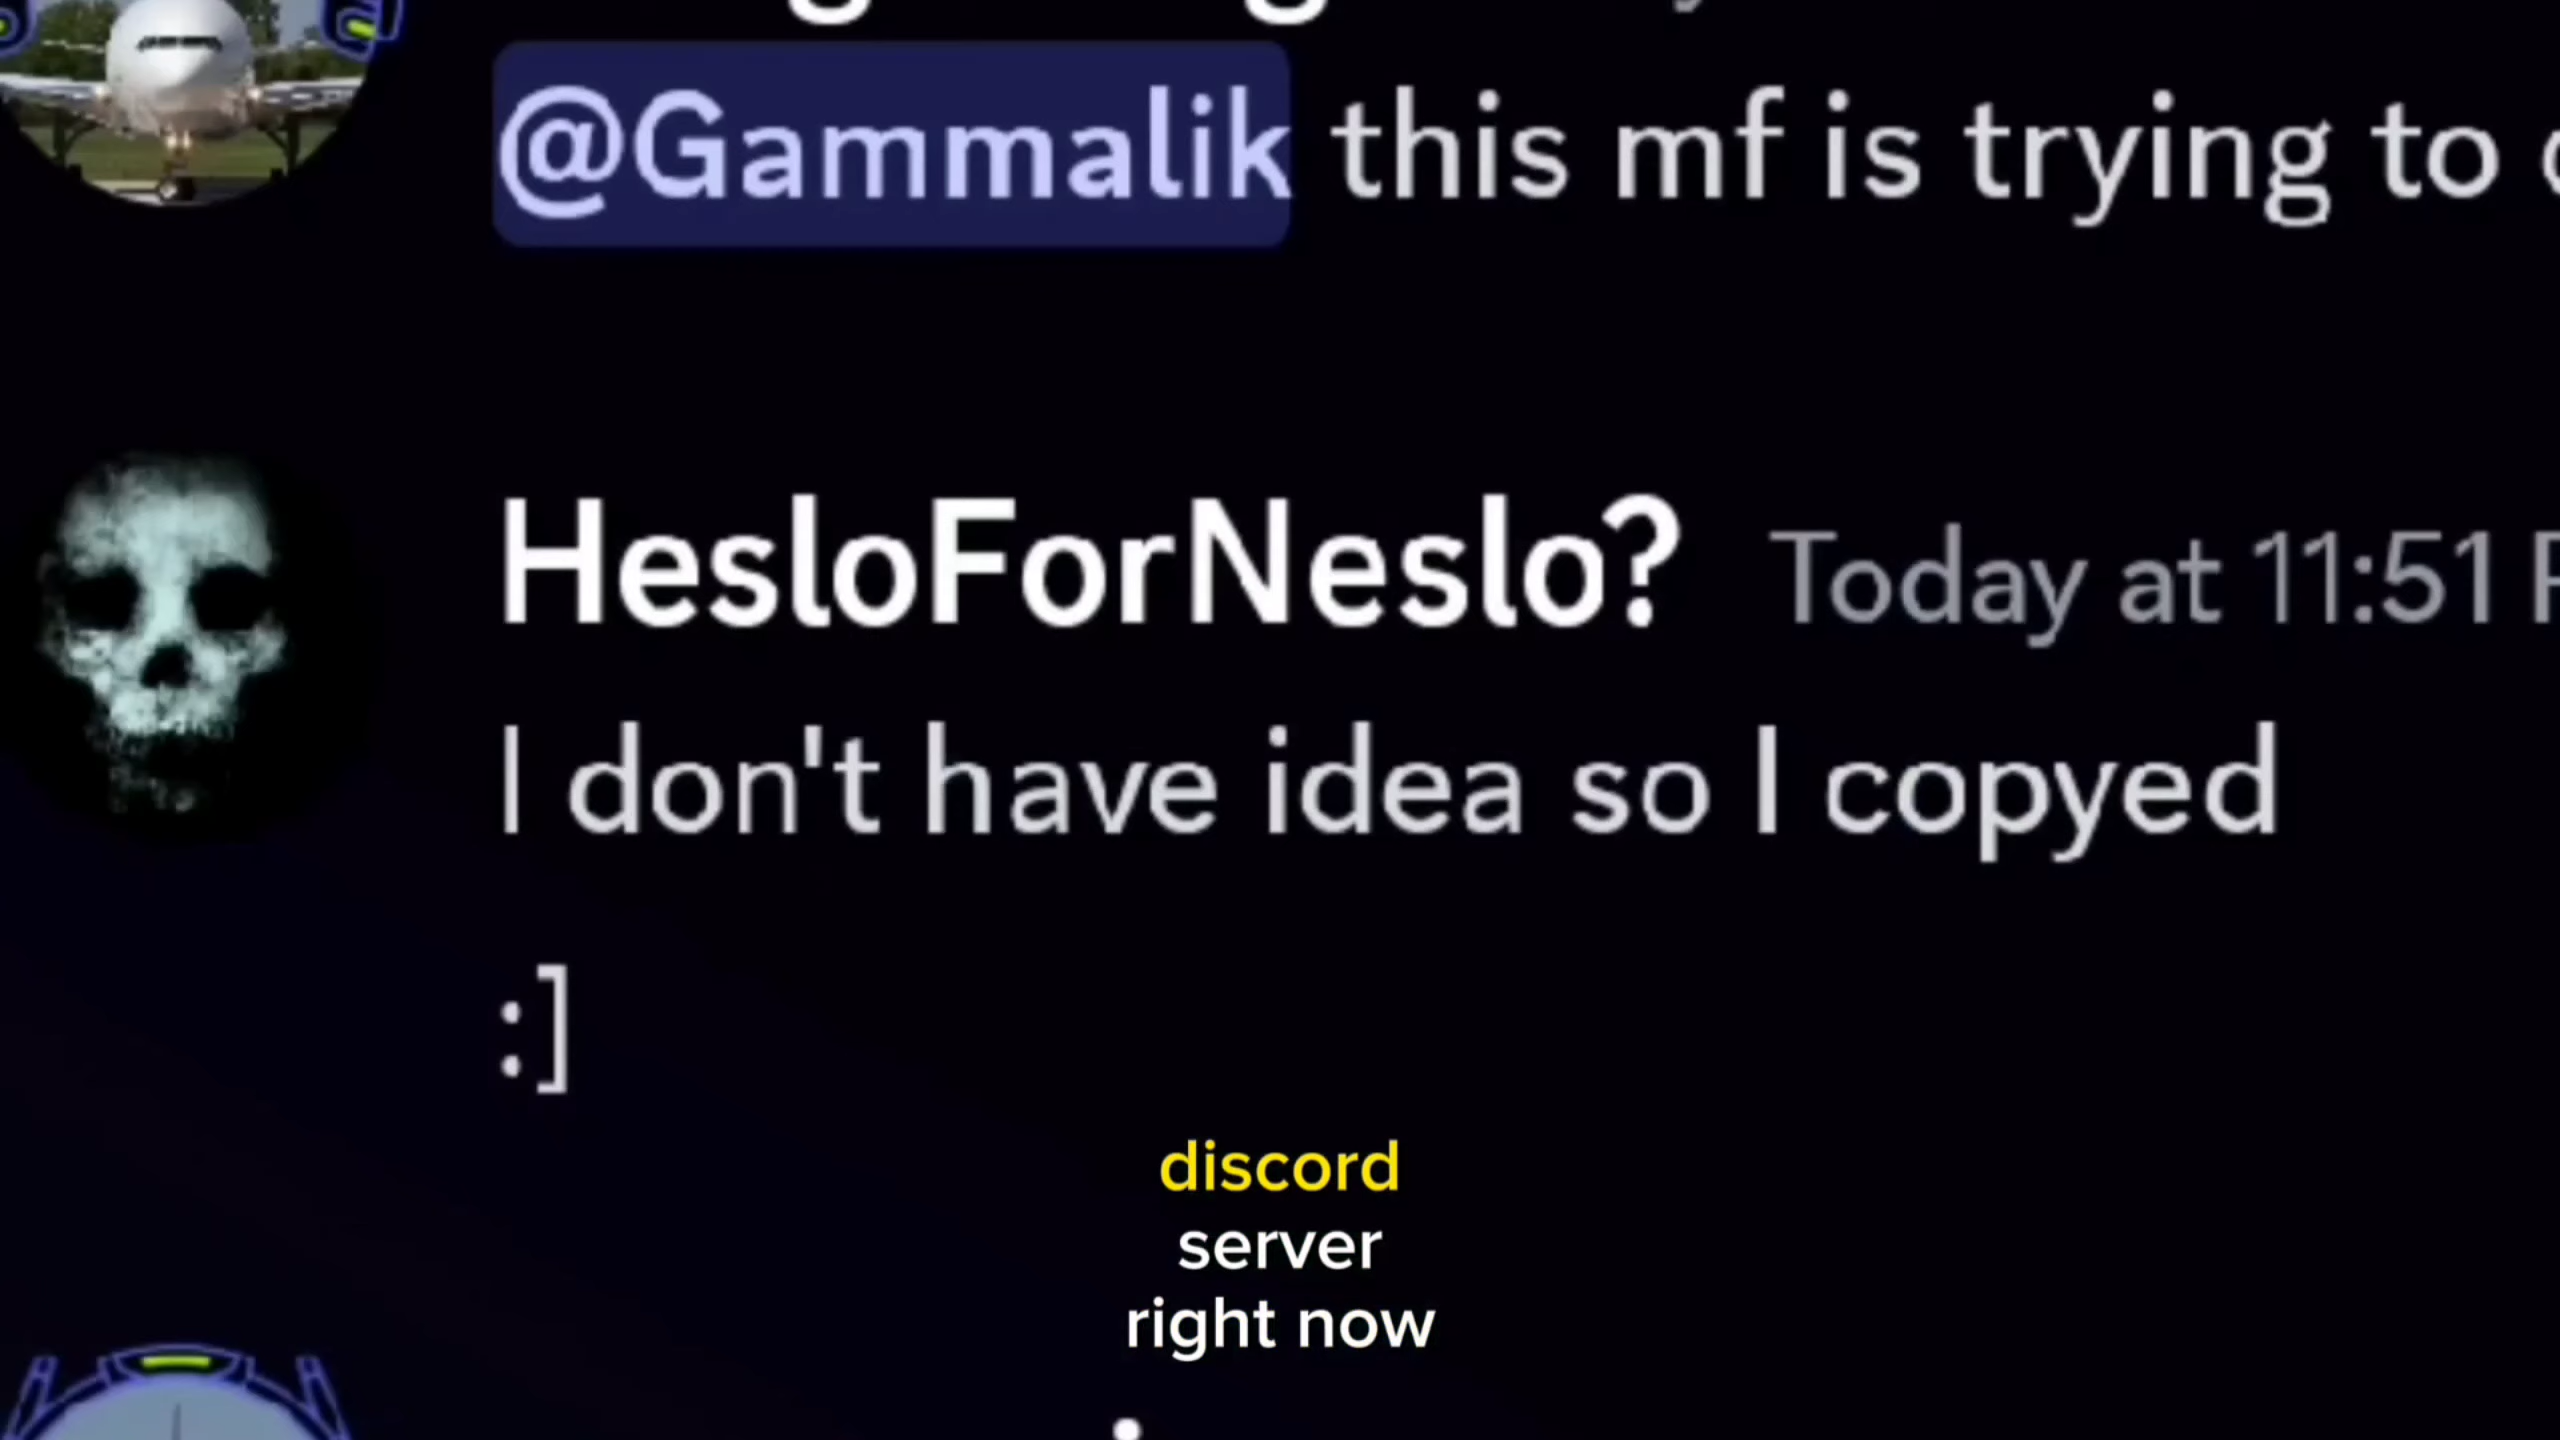 @Gammalik this mf is trying to
HesloForNeslo? Today at 11:51
I don't have idea so I copyed
:]
discord
server
right now